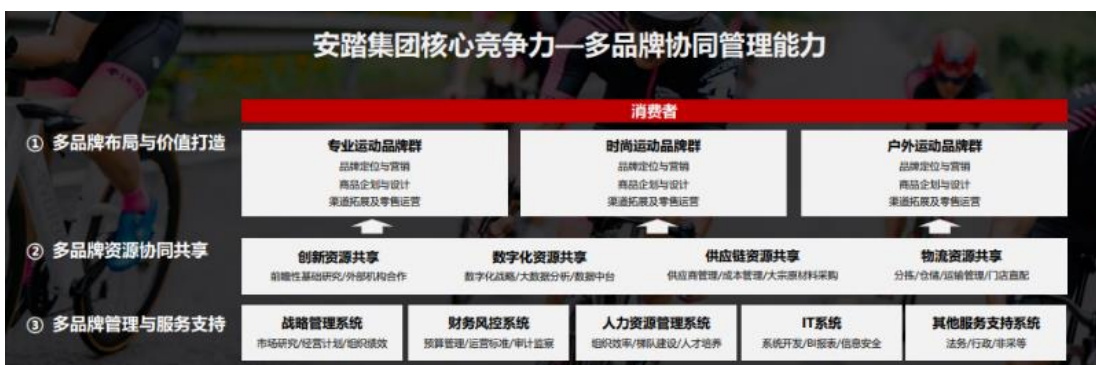 安踏集团核心竞争力—多品牌协同管理能力
消费者
① 多品牌布局与价值打造
专业运动品牌群
品牌定位与营销
商品企划与设计
渠道拓展及零售运营
时尚运动品牌群
品牌定位与营销
商品企划与设计
渠道拓展及零售运营
户外运动品牌群
品牌定位与营销
商品企划与设计
渠道拓展及零售运营
② 多品牌资源协同共享
创新资源共享
前瞻性基础研究/外部机构合作
数字化资源共享
数字化战略/大数据分析/数据中台
供应链资源共享
供应商管理/成本管理/大宗原材料采购
物流资源共享
分拣/仓储/运输管理/门店直配
③ 多品牌管理与服务支持
战略管理系统
市场研究/经营计划/组织绩效
财务风控系统
预算管理/运营标准/审计监察
人力资源管理系统
组织效率/梯队建设/人才培养
IT系统
系统开发/BI报表/信息安全
其他服务支持系统
法务/行政/非采等